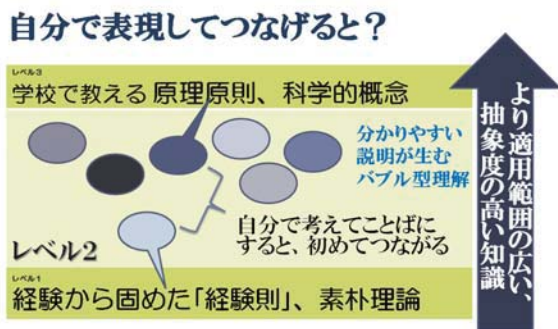 自分で表現してつなげると?
レベル3
学校で教える 原理原則、科学的概念
分かりやすい
説明が生む
バブル型理解
自分で考えてことばに
すると、初めてつながる
レベル2
レベル1
経験から固めた「経験則」、素朴理論
より適用範囲の広い、
抽象度の高い知識